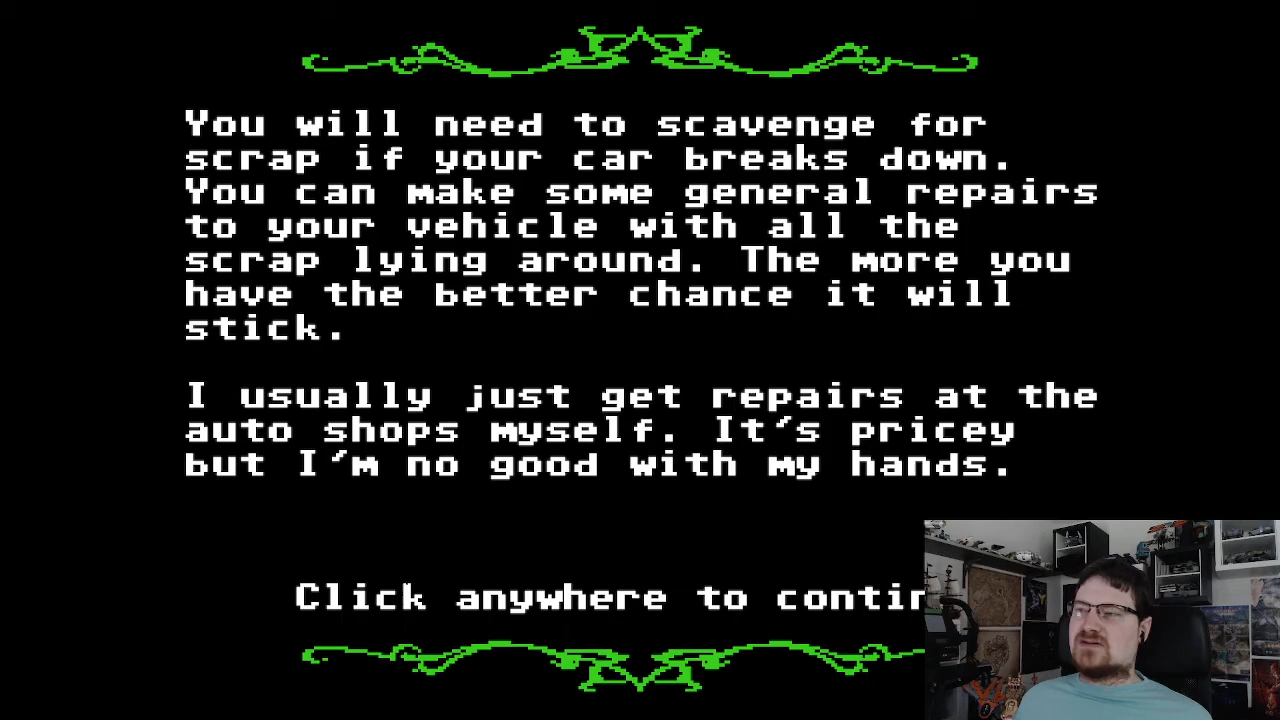 You will need to scavenge for
scrap if your car breaks down.
You can make some general repairs
to your vehicle with all the
scrap lying around. The more you
have the better chance it will
stick.
I usually just get repairs at the
auto shops myself. It's pricey
but I'm no good with my hands.
Click anywhere to contin